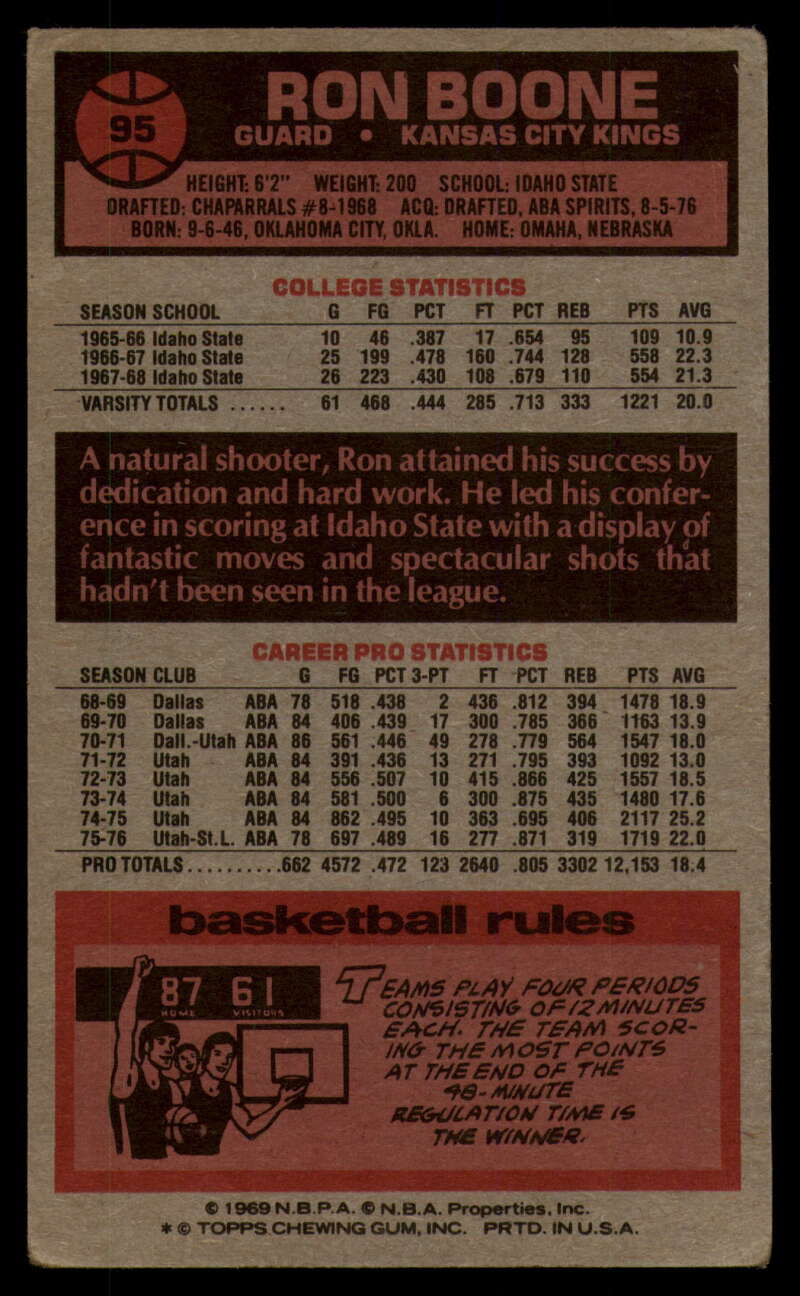 95
RON BOONE
GUARD • KANSAS CITY KINGS
HEIGHT: 6'2" WEIGHT: 200 SCHOOL: IDAHO STATE
DRAFTED: CHAPARRALS #8-1968 ACQ: DRAFTED, ABA SPIRITS, 8-5-76
BORN: 9-6-46, OKLAHOMA CITY, OKLA. HOME: OMAHA, NEBRASKA
COLLEGE STATISTICS
SEASON SCHOOL G FG PCT FT PCT REB PTS AVG
1965-66 Idaho State 10 46 .387 17 .654 95 109 10.9
1966-67 Idaho State 25 199 .478 160 .744 128 558 22.3
1967-68 Idaho State 26 223 .430 108 .679 110 554 21.3
VARSITY TOTALS ...... 61 468 .444 285 .713 333 1221 20.0
A natural shooter, Ron attained his success by
dedication and hard work. He led his confer-
ence in scoring at Idaho State with a display of
fantastic moves and spectacular shots that
hadn't been seen in the league.
CAREER PRO STATISTICS
SEASON CLUB G FG PCT 3-PT FT PCT REB PTS AVG
68-69 Dallas ABA 78 518 .438 2 436 .812 394 1478 18.9
69-70 Dallas ABA 84 406 .439 17 300 .785 366 1163 13.9
70-71 Dall.-Utah ABA 86 561 .446 49 278 .779 564 1547 18.0
71-72 Utah ABA 84 391 .436 13 271 .795 393 1092 13.0
72-73 Utah ABA 84 556 .507 10 415 .866 425 1557 18.5
73-74 Utah ABA 84 581 .500 6 300 .875 435 1480 17.6
74-75 Utah ABA 84 862 .495 10 363 .695 406 2117 25.2
75-76 Utah-St.L. ABA 78 697 .489 16 277 .871 319 1719 22.0
PRO TOTALS..........662 4572 .472 123 2640 .805 3302 12,153 18.4
basketball rules
87 61
HOME VISITORS
TEAMS PLAY FOUR PERIODS
CONSISTING OF 12 MINUTES
EACH. THE TEAM SCOR-
ING THE MOST POINTS
AT THE END OF THE
48-MINUTE
REGULATION TIME IS
THE WINNER.
© 1969 N.B.P.A. © N.B.A. Properties, Inc.
* © TOPPS CHEWING GUM, INC. PRTD. IN U.S.A.